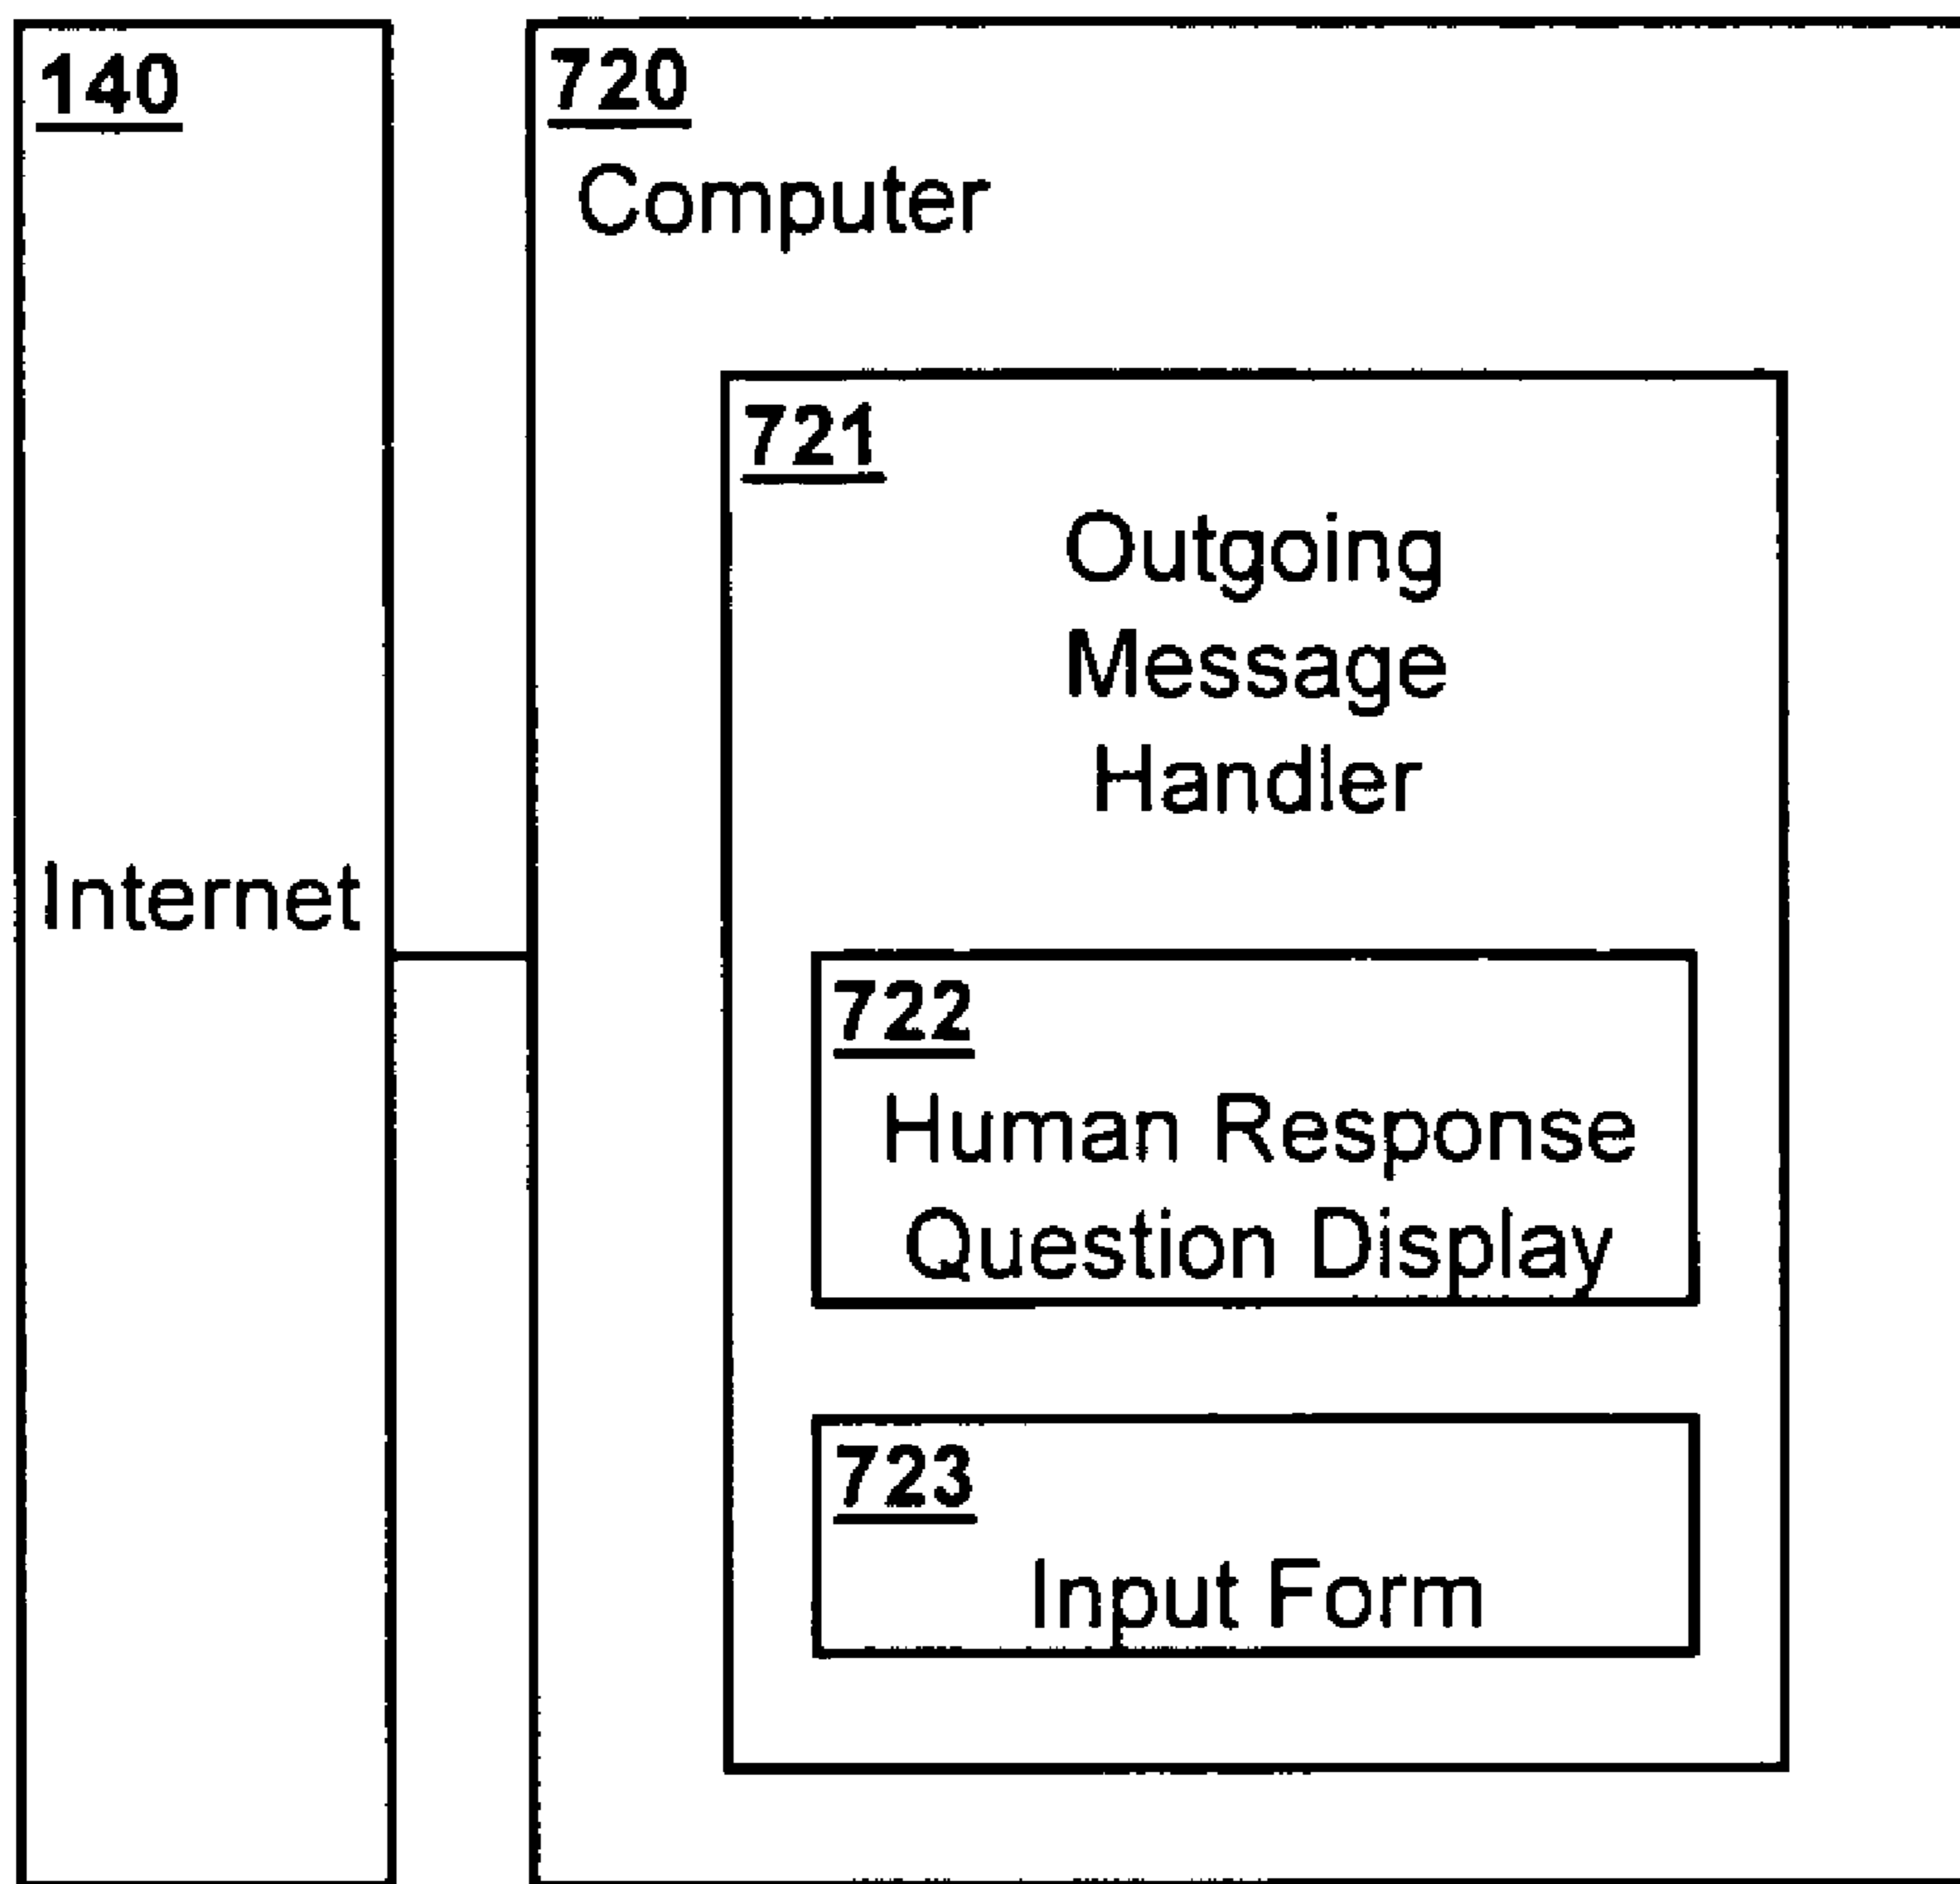 140
Internet
720
Computer
721
Outgoing
Message
Handler
722
Human Response
Question Display
723
Input Form